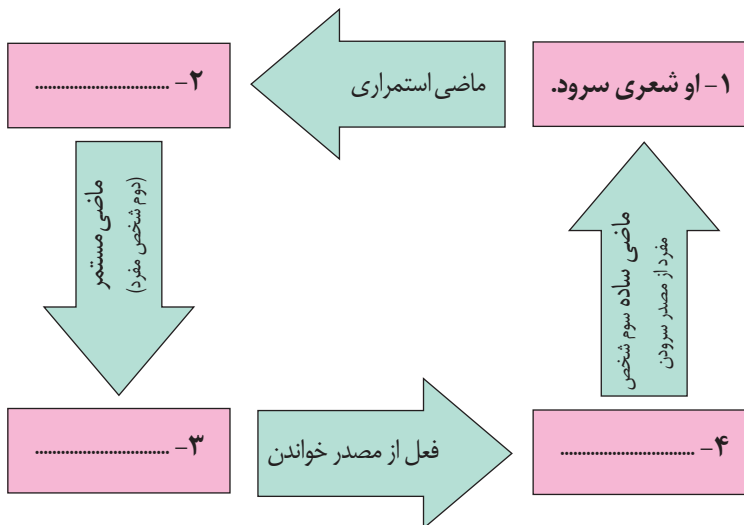 ۱- او شعری سرود.
ماضی استمراری
۲- ................................
ماضی مستمر
(دوم شخص مفرد)
۳- ................................
فعل از مصدر خواندن
۴- ................................
ماضی ساده سوم شخص
مفرد از مصدر سرودن